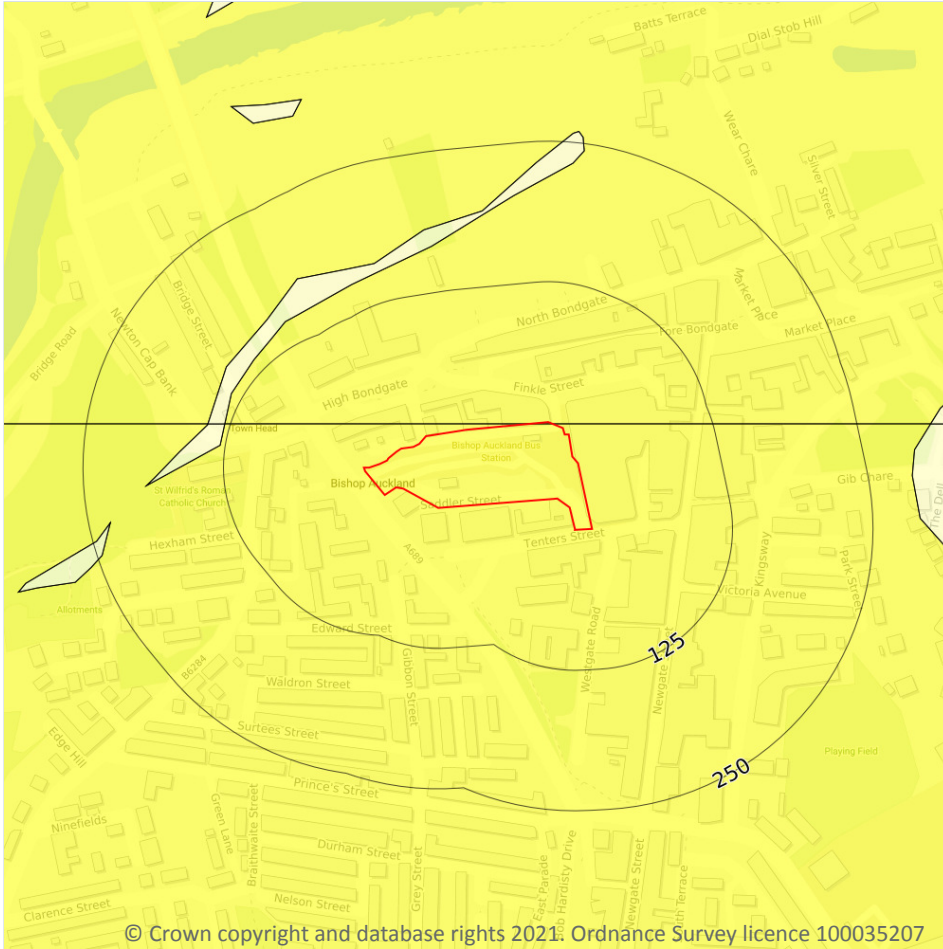 Batts Terrace
Dial Stob Hill
Wear Chare
Silver Street
Bridge Street
Newton Cap
Bank
Bridge Road
North Bondgate
Market Place
Fore Bondgate
Market Place
High Bondgate
Finkle Street
Town Head
Bishop Auckland Bus
Station
Bishop Auckland
Saddler Street
St Wilfrid's Roman
Catholic Church
Gib Chare
The Dell
Hexham Street
Tenters Street
A689
Kingsway
Park Street
Victoria Avenue
Allotments
Edward Street
Westgate Road
125
B6284
Gibbon Street
Waldron Street
Newgate Street
Surtees Street
Edge Hill
Playing Field
250
Prince's Street
Green Lane
Braithwaite Street
Ninefields
Durham Street
Grey Street
East Parade
Bob Hardisty Drive
Newgate Street
South Terrace
Nelson Street
Clarence Street
© Crown copyright and database rights 2021. Ordnance Survey licence 100035207